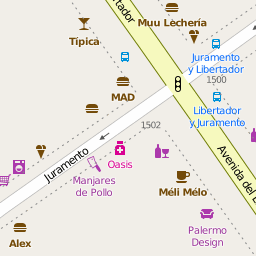 Libertador
Muu Lechería
Típica
Juramento
y Libertador
1500
MAD
Libertador
y Juramento
1502
Avenida del
Juramento
Oasis
Manjares
de Pollo
Méli Mélo
Palermo
Design
Alex